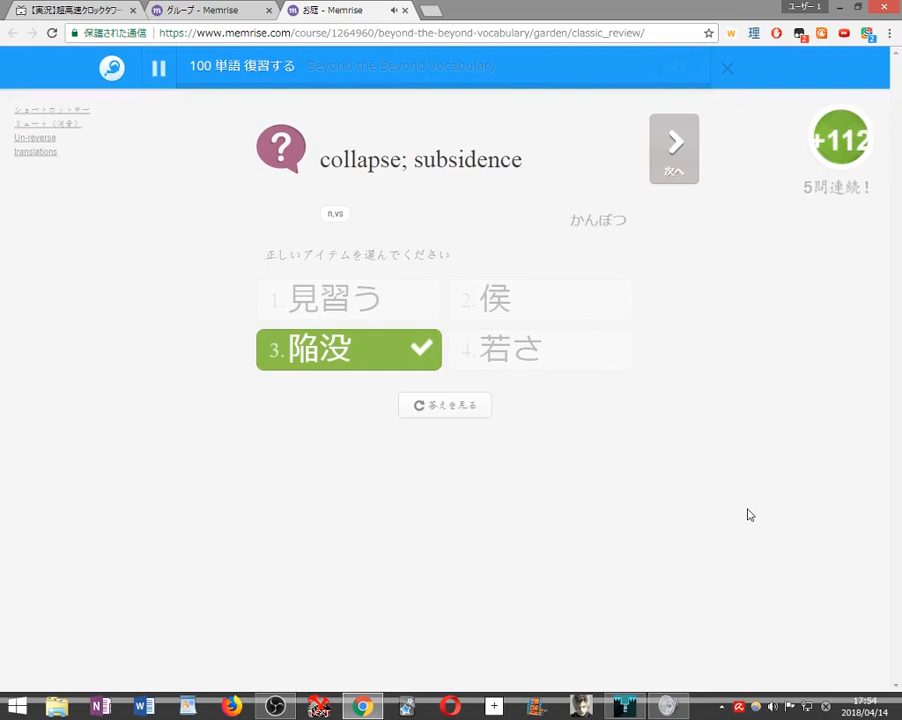 【実況】超高速クロックタワー
グループ - Memrise
お庭 - Memrise
ユーザー 1
保護された通信
https://www.memrise.com/course/1264960/beyond-the-beyond-vocabulary/garden/classic_review/
100 単語 復習する
Beyond the Beyond Vocabulary
ショートカットキー
Un-reverse
translations
collapse; subsidence
次へ
+112
5問連続！
n,vs
かんぼつ
正しいアイテムを選んでください
1. 見習う
2. 侯
3. 陥没
4. 若さ
答えを見る
17:54
2018/04/14